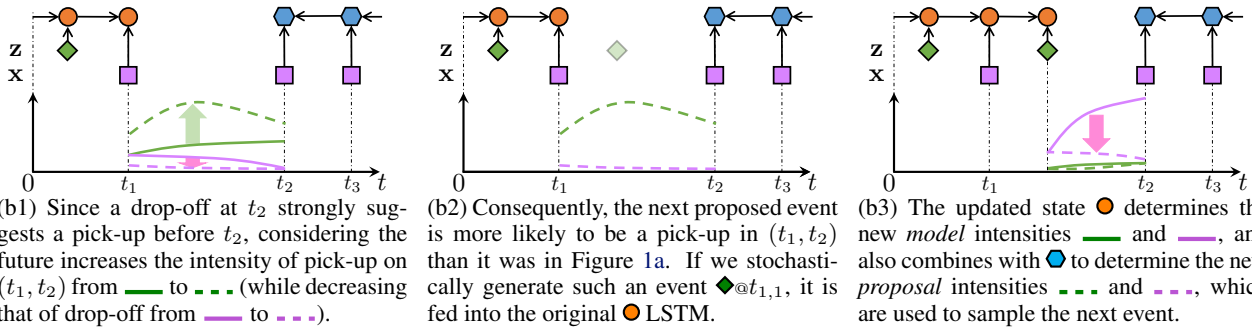 z
x
0 t₁ t₂ t₃ t
(b1) Since a drop-off at t₂ strongly sug-
gests a pick-up before t₂, considering the
future increases the intensity of pick-up on
(t₁, t₂) from to (while decreasing
that of drop-off from to ).
z
x
0 t₁ t₂ t₃ t
(b2) Consequently, the next proposed event
is more likely to be a pick-up in (t₁, t₂)
than it was in Figure 1a. If we stochasti-
cally generate such an event @t₁,₁, it is
fed into the original LSTM.
z
x
0 t₁ t₂ t₃ t
(b3) The updated state determines th
new model intensities and , an
also combines with to determine the ne
proposal intensities and , whic
are used to sample the next event.